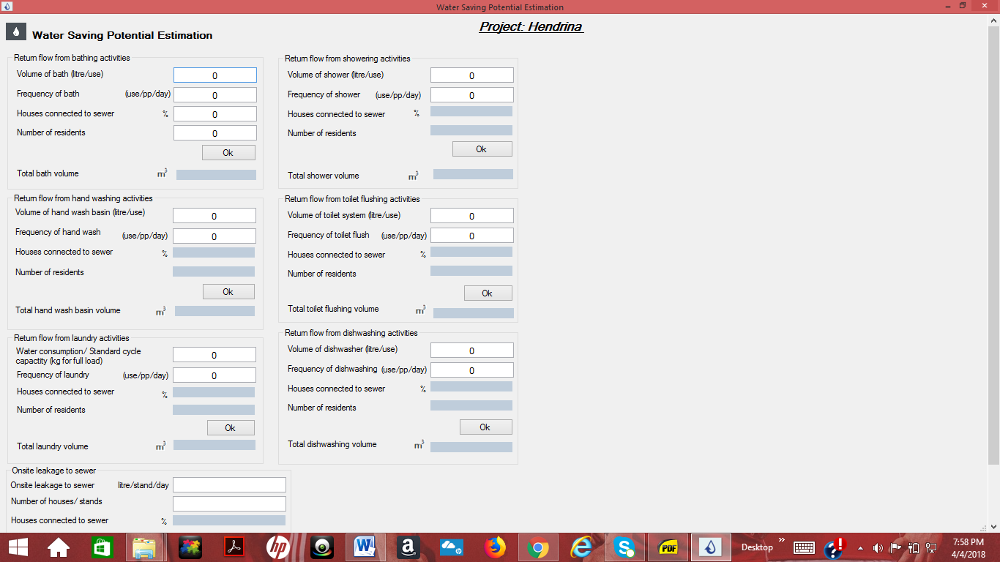 Water Saving Potential Estimation
Water Saving Potential Estimation
Project: Hendrina
Return flow from bathing activities
Volume of bath (litre/use) 0
Frequency of bath (use/pp/day) 0
Houses connected to sewer % 0
Number of residents 0
Ok
Total bath volume m³
Return flow from showering activities
Volume of shower (litre/use) 0
Frequency of shower (use/pp/day) 0
Houses connected to sewer %
Number of residents
Ok
Total shower volume m³
Return flow from hand washing activities
Volume of hand wash basin (litre/use) 0
Frequency of hand wash (use/pp/day) 0
Houses connected to sewer %
Number of residents
Ok
Total hand wash basin volume m³
Return flow from toilet flushing activities
Volume of toilet system (litre/use) 0
Frequency of toilet flush (use/pp/day) 0
Houses connected to sewer %
Number of residents
Ok
Total toilet flushing volume m³
Return flow from laundry activities
Water consumption/ Standard cycle
capactity (kg for full load) 0
Frequency of laundry (use/pp/day) 0
Houses connected to sewer %
Number of residents
Ok
Total laundry volume m³
Return flow from dishwashing activities
Volume of dishwasher (litre/use) 0
Frequency of dishwashing (use/pp/day) 0
Houses connected to sewer %
Number of residents
Ok
Total dishwashing volume m³
Onsite leakage to sewer
Onsite leakage to sewer litre/stand/day
Number of houses/ stands
Houses connected to sewer %
hp
W
a
S
PDF
Desktop
7:58 PM
4/4/2018